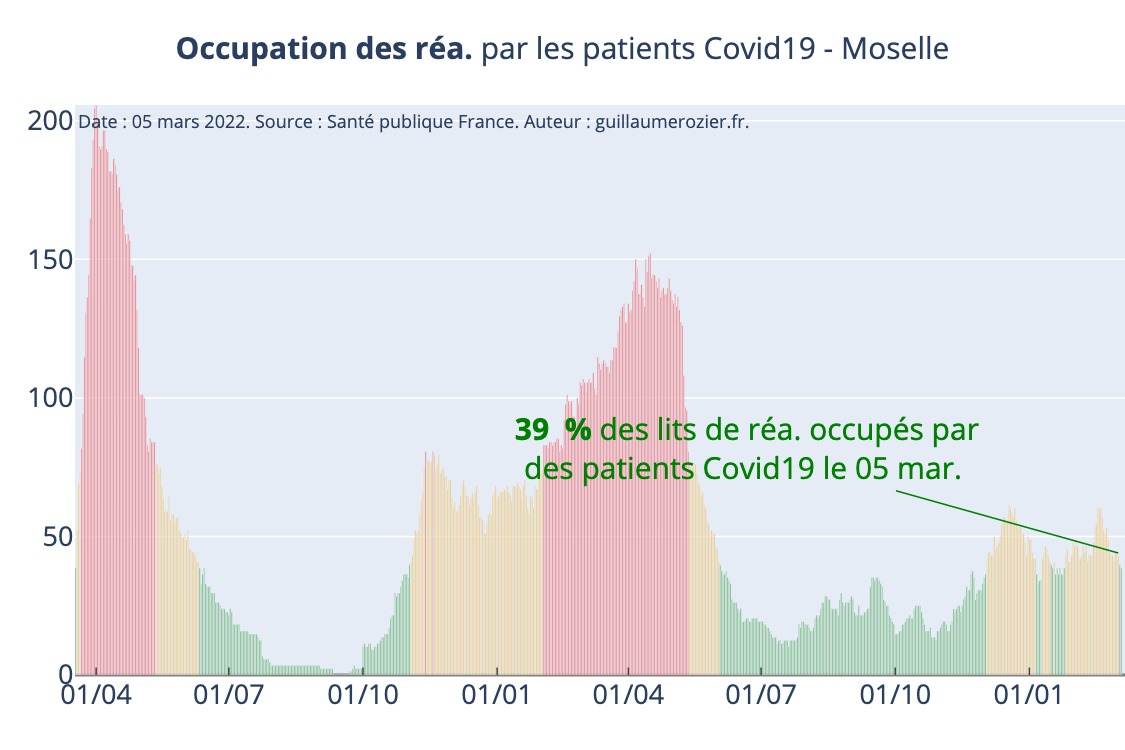 Occupation des réa. par les patients Covid19 - Moselle
200
Date : 05 mars 2022. Source : Santé publique France. Auteur : guillaumerozier.fr.
150
100
39 % des lits de réa. occupés par
des patients Covid19 le 05 mar.
50
0
01/04 01/07 01/10 01/01 01/04 01/07 01/10 01/01